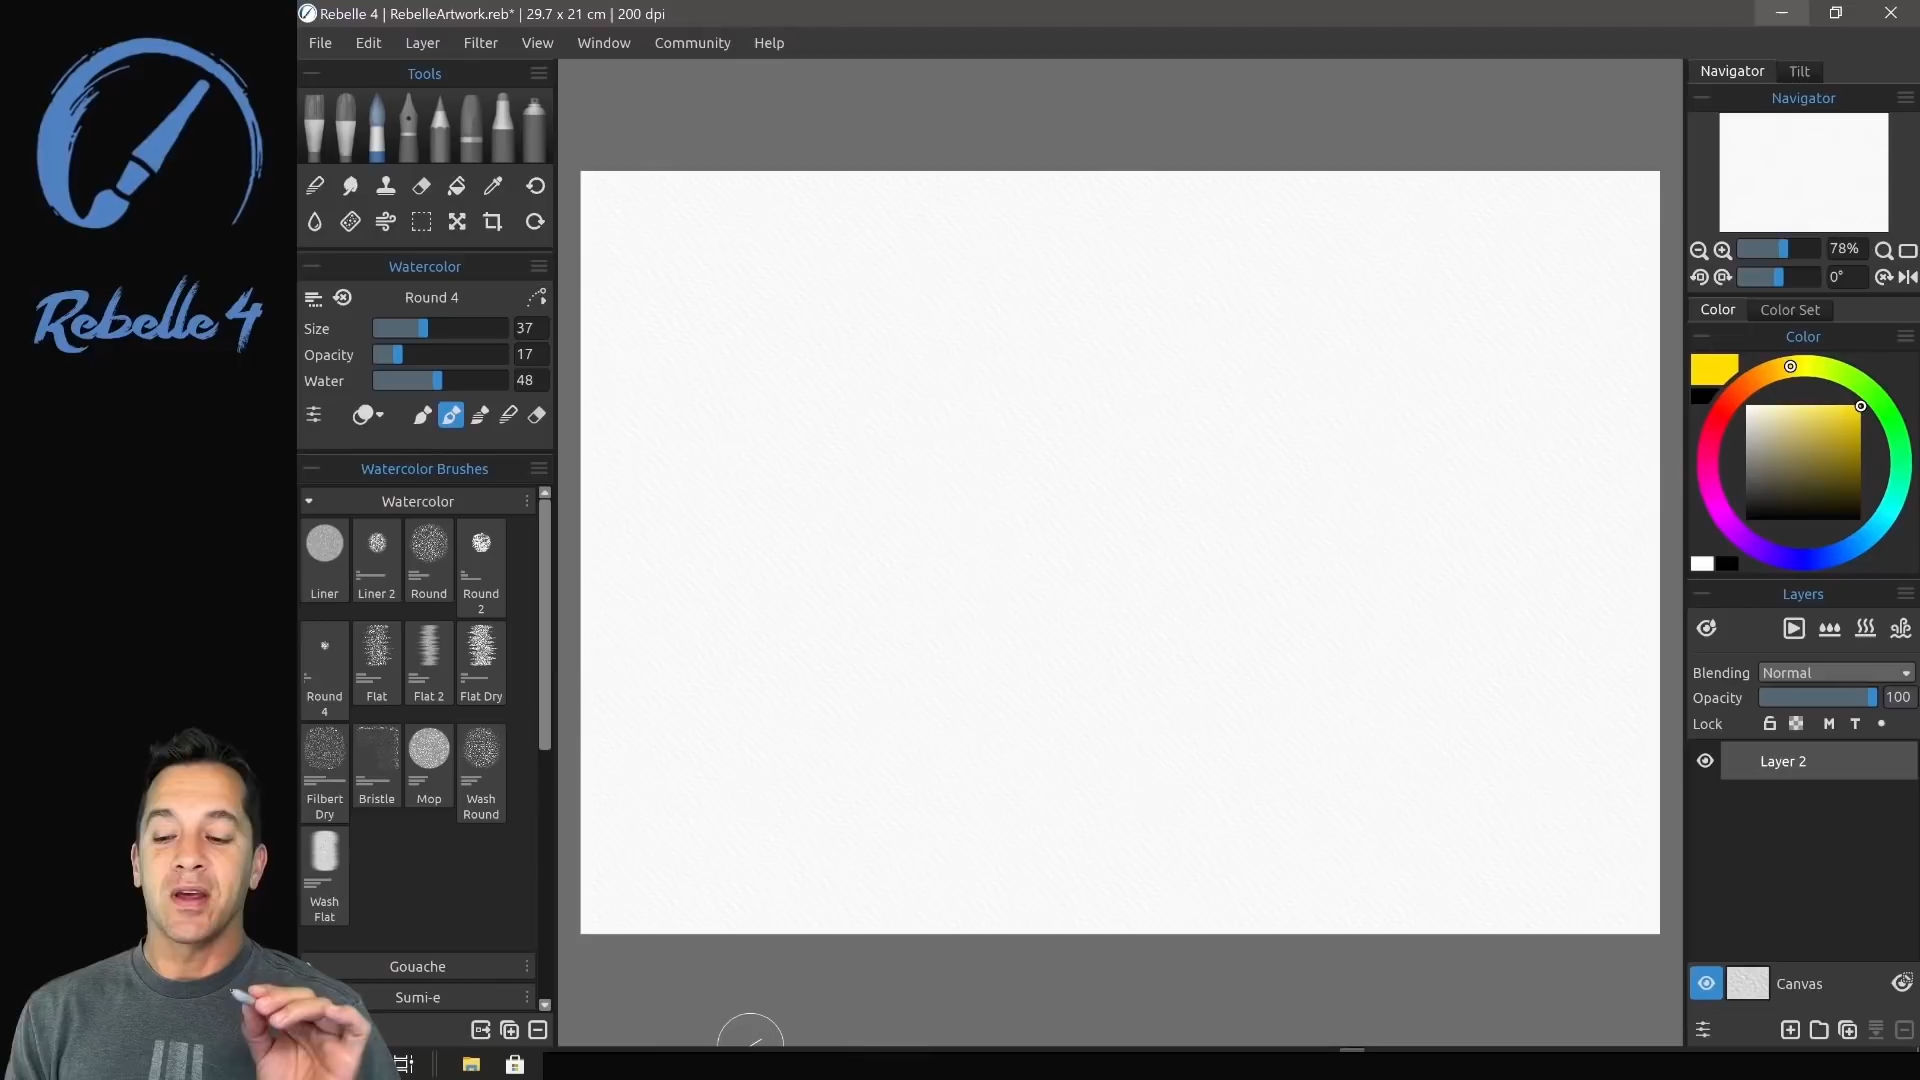 Rebelle 4 | RebelleArtwork.reb* | 29.7 x 21 cm | 200 dpi
File Edit Layer Filter View Window Community Help
Rebelle 4
Tools
Watercolor
Round 4
Size 37
Opacity 17
Water 48
Watercolor Brushes
Watercolor
Liner Liner 2 Round Round 2
Round 4 Flat Flat 2 Flat Dry
Filbert Dry Bristle Mop Wash Round
Wash Flat
Gouache
Sumi-e
Navigator Tilt
Navigator
78%
0°
Color Color Set
Color
Layers
Blending Normal
Opacity 100
Lock M T
Layer 2
Canvas